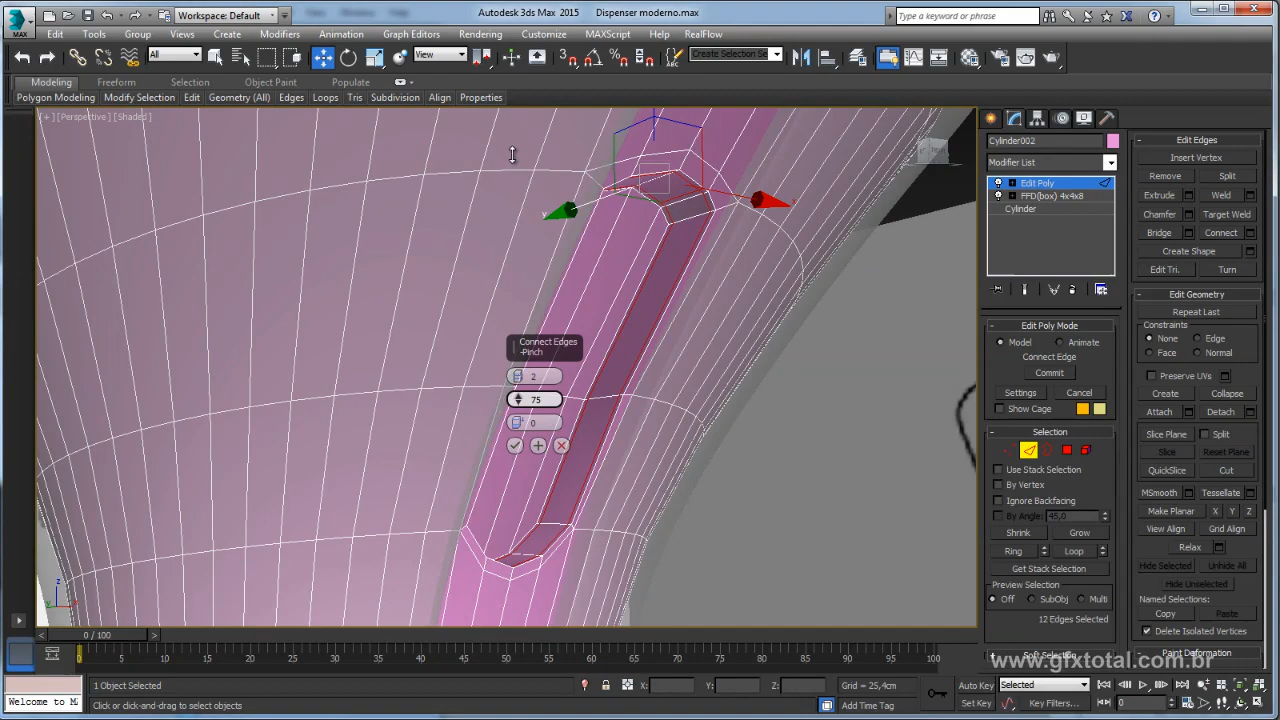 Workspace: Default
Autodesk 3ds Max 2015 Dispenser moderno.max
Type a keyword or phrase
MAX
Edit Tools Group Views Create Modifiers Animation Graph Editors Rendering Customize MAXScript Help RealFlow
All
View
Create Selection Se
Modeling Freeform Selection Object Paint Populate
Polygon Modeling Modify Selection Edit Geometry (All) Edges Loops Tris Subdivision Align Properties
[+] [Perspective] [Shaded]
Connect Edges
-Pinch
2
75
0
Cylinder002
Modifier List
Edit Poly
FFD(box) 4x4x8
Cylinder
Edit Poly Mode
Model Animate
Connect Edge
Commit
Settings Cancel
Show Cage
Selection
Use Stack Selection
By Vertex
Ignore Backfacing
By Angle: 45,0
Shrink Grow
Ring Loop
Get Stack Selection
Preview Selection
Off SubObj Multi
12 Edges Selected
Soft Selection
Edit Edges
Insert Vertex
Remove Split
Extrude Weld
Chamfer Target Weld
Bridge Connect
Create Shape
Edit Tri. Turn
Edit Geometry
Repeat Last
Constraints
None Edge
Face Normal
Preserve UVs
Create Collapse
Attach Detach
Slice Plane Split
Slice Reset Plane
QuickSlice Cut
MSmooth Tessellate
Make Planar X Y Z
View Align Grid Align
Relax
Hide Selected Unhide All
Hide Unselected
Named Selections:
Copy Paste
Delete Isolated Vertices
Paint Deformation
www.gfxtotal.com.br
0 / 100
0 5 10 15 20 25 30 35 40 45 50 55 60 65 70 75 80 85 90 95 100
1 Object Selected
X: Y: Z:
Grid = 25,4cm
Auto Key Selected
Welcome to MA
Click or click-and-drag to select objects
Add Time Tag
Set Key Key Filters...
0